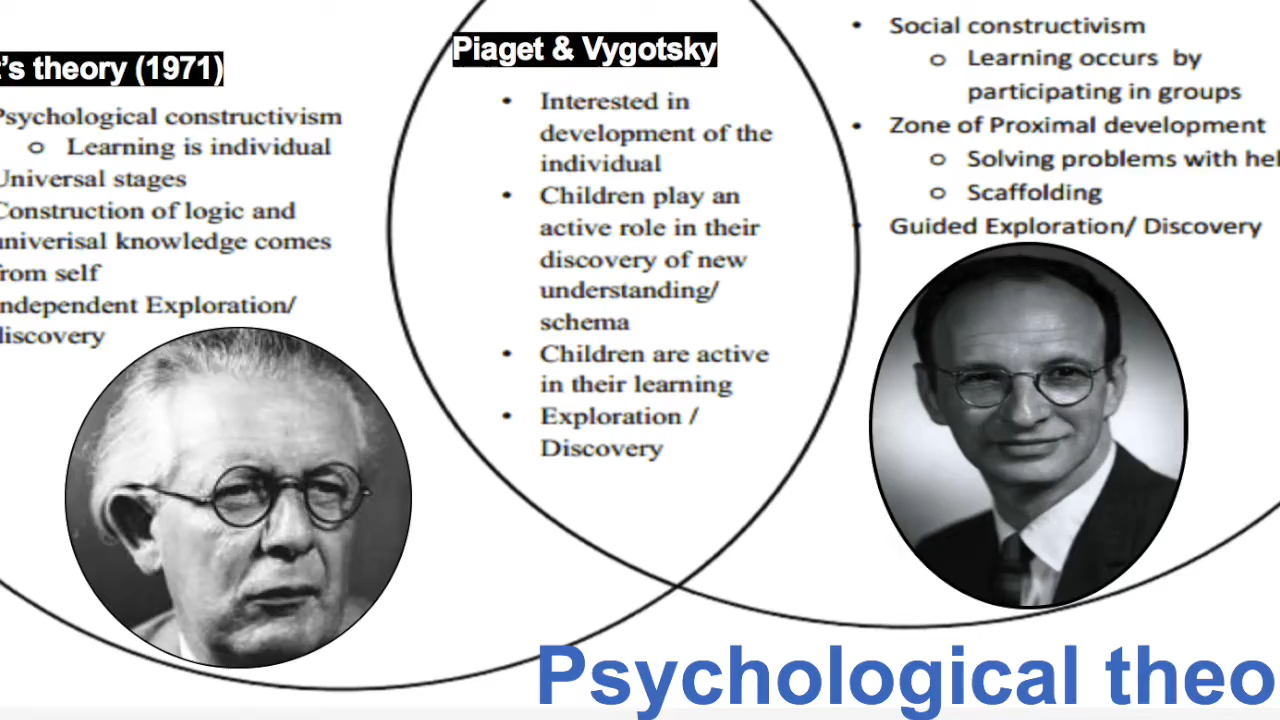 t’s theory (1971)
Psychological constructivism
o Learning is individual
Universal stages
Construction of logic and
univerisal knowledge comes
from self
ndependent Exploration/
discovery
Piaget & Vygotsky
• Interested in
development of the
individual
• Children play an
active role in their
discovery of new
understanding/
schema
• Children are active
in their learning
• Exploration /
Discovery
• Social constructivism
o Learning occurs by
participating in groups
• Zone of Proximal development
o Solving problems with hel
o Scaffolding
• Guided Exploration/ Discovery
Psychological theo